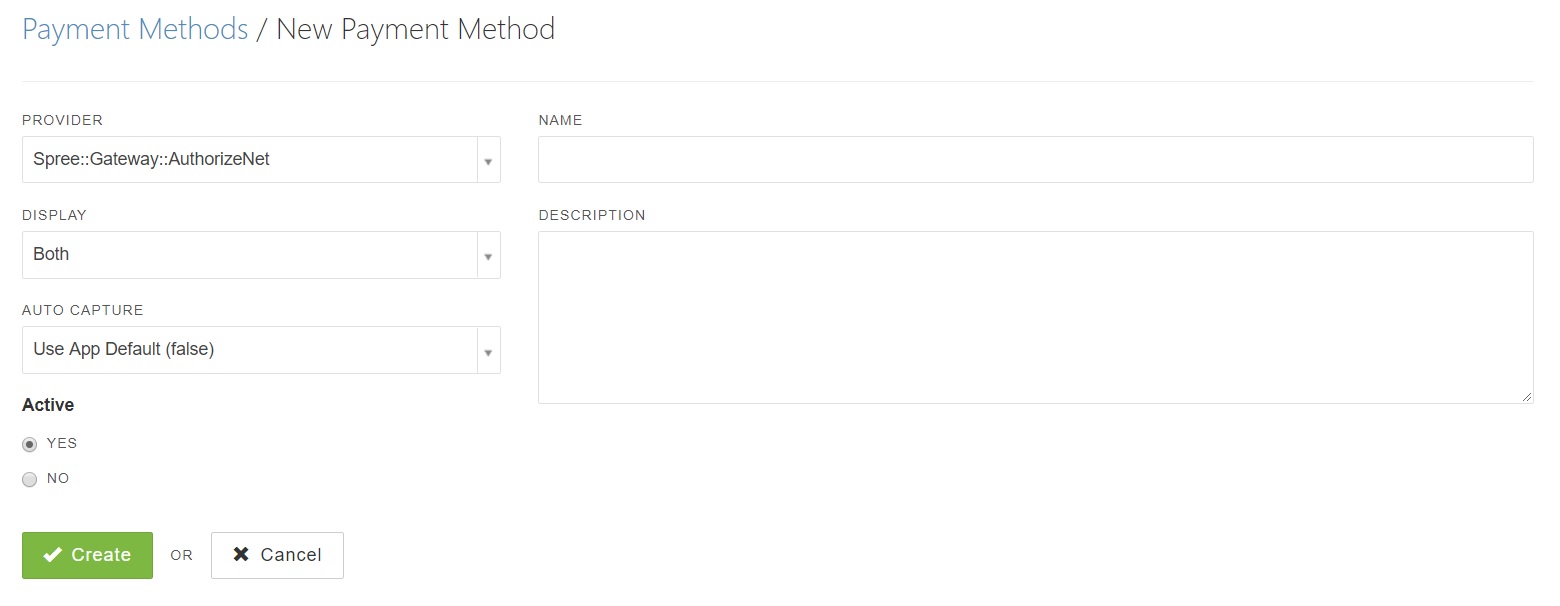 Payment Methods / New Payment Method
PROVIDER
Spree::Gateway::AuthorizeNet
DISPLAY
Both
AUTO CAPTURE
Use App Default (false)
Active
YES
NO
NAME
DESCRIPTION
Create OR Cancel